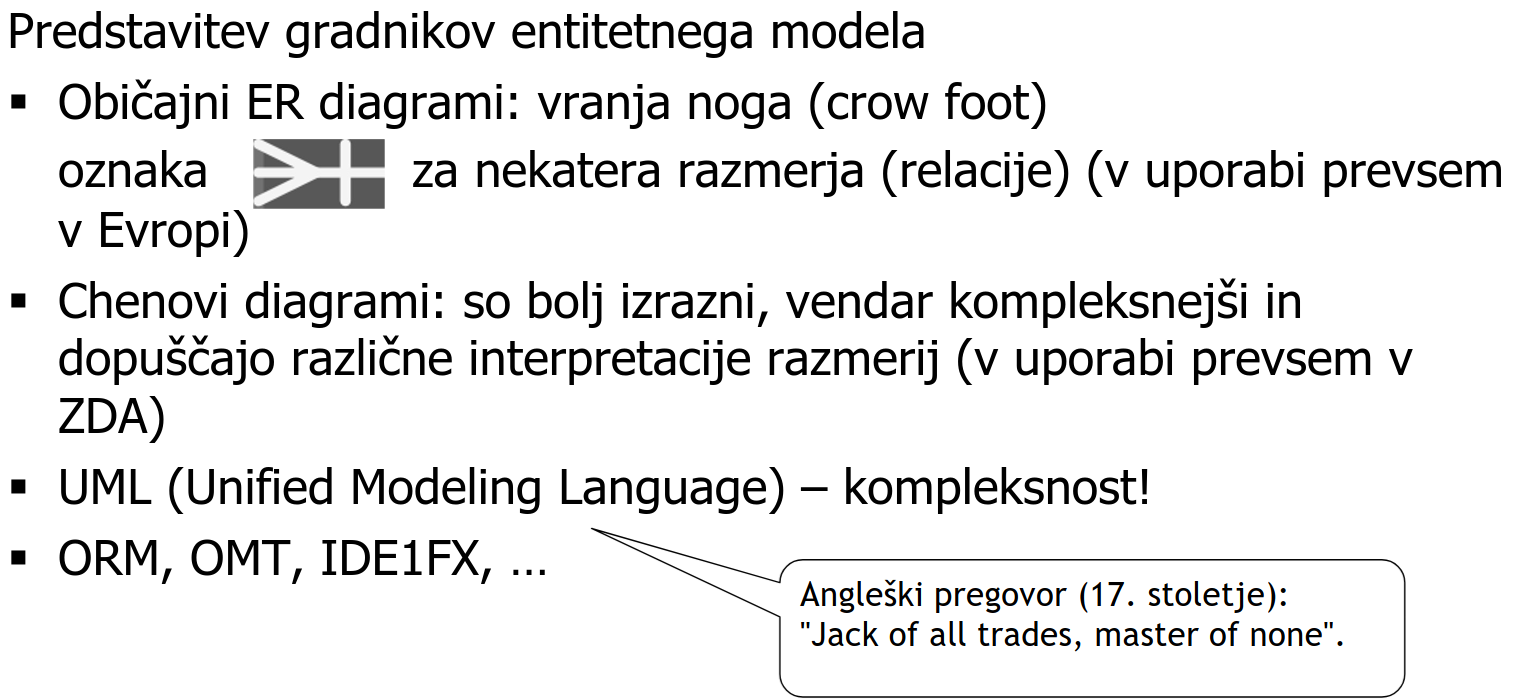 Predstavitev gradnikov entitetnega modela
▪ Običajni ER diagrami: vranja noga (crow foot)
oznaka za nekatera razmerja (relacije) (v uporabi prevsem
v Evropi)
▪ Chenovi diagrami: so bolj izrazni, vendar kompleksnejši in
dopuščajo različne interpretacije razmerij (v uporabi prevsem v
ZDA)
▪ UML (Unified Modeling Language) – kompleksnost!
▪ ORM, OMT, IDE1FX, …
Angleški pregovor (17. stoletje):
"Jack of all trades, master of none".